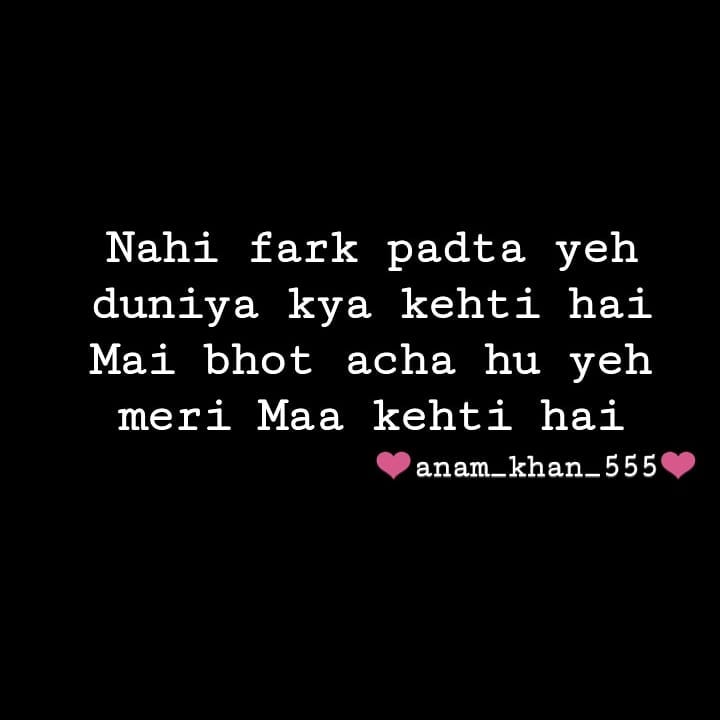 Nahi fark padta yeh
duniya kya kehti hai
Mai bhot acha hu yeh
meri Maa kehti hai
❤anam_khan_555❤